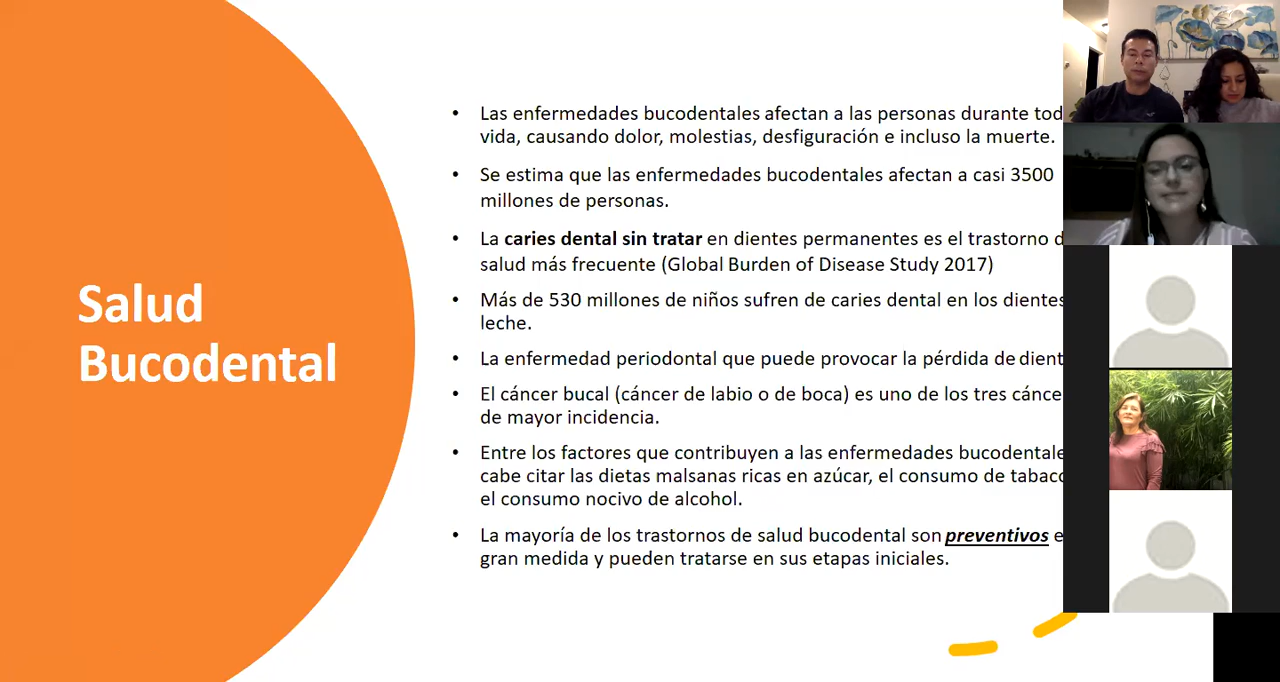 Salud
Bucodental
• Las enfermedades bucodentales afectan a las personas durante tod
vida, causando dolor, molestias, desfiguración e incluso la muerte.
• Se estima que las enfermedades bucodentales afectan a casi 3500
millones de personas.
• La caries dental sin tratar en dientes permanentes es el trastorno d
salud más frecuente (Global Burden of Disease Study 2017)
• Más de 530 millones de niños sufren de caries dental en los dientes
leche.
• La enfermedad periodontal que puede provocar la pérdida de dient
• El cáncer bucal (cáncer de labio o de boca) es uno de los tres cánce
de mayor incidencia.
• Entre los factores que contribuyen a las enfermedades bucodentale
cabe citar las dietas malsanas ricas en azúcar, el consumo de tabaco
el consumo nocivo de alcohol.
• La mayoría de los trastornos de salud bucodental son preventivos e
gran medida y pueden tratarse en sus etapas iniciales.